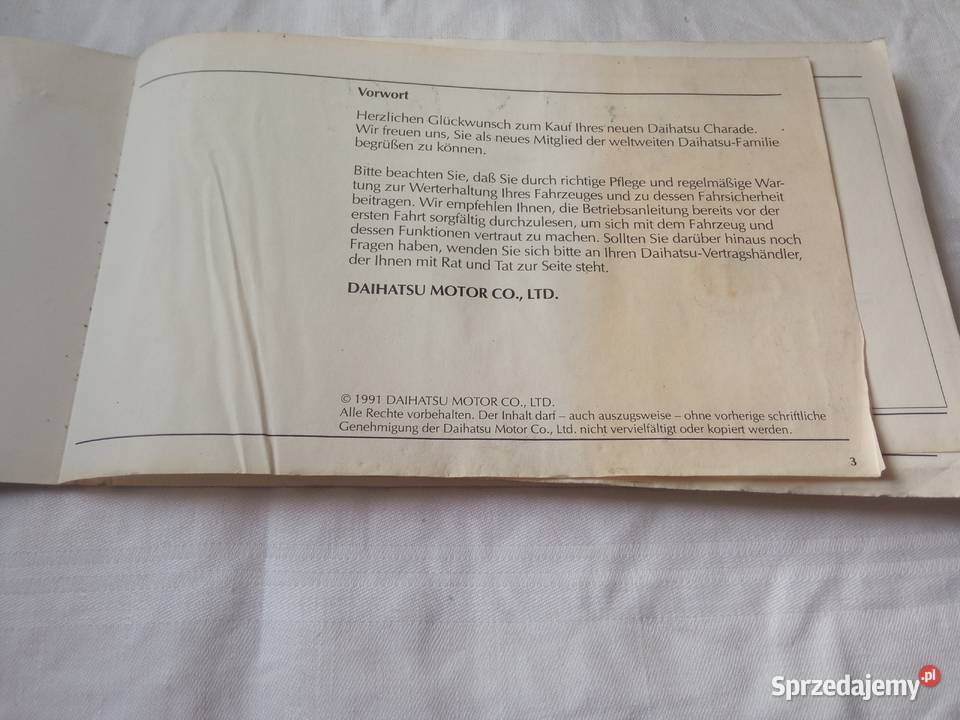 Vorwort
Herzlichen Glückwunsch zum Kauf Ihres neuen Daihatsu Charade.
Wir freuen uns, Sie als neues Mitglied der weltweiten Daihatsu-Familie
begrüßen zu können.
Bitte beachten Sie, daß Sie durch richtige Pflege und regelmäßige War-
tung zur Werterhaltung Ihres Fahrzeuges und zu dessen Fahrsicherheit
beitragen. Wir empfehlen Ihnen, die Betriebsanleitung bereits vor der
ersten Fahrt sorgfältig durchzulesen, um sich mit dem Fahrzeug und
dessen Funktionen vertraut zu machen. Sollten Sie darüber hinaus noch
Fragen haben, wenden Sie sich bitte an Ihren Daihatsu-Vertragshändler,
der Ihnen mit Rat und Tat zur Seite steht.
DAIHATSU MOTOR CO., LTD.
© 1991 DAIHATSU MOTOR CO., LTD.
Alle Rechte vorbehalten. Der Inhalt darf – auch auszugsweise – ohne vorherige schriftliche
Genehmigung der Daihatsu Motor Co., Ltd. nicht vervielfältigt oder kopiert werden.
3
Sprzedajemy.pl